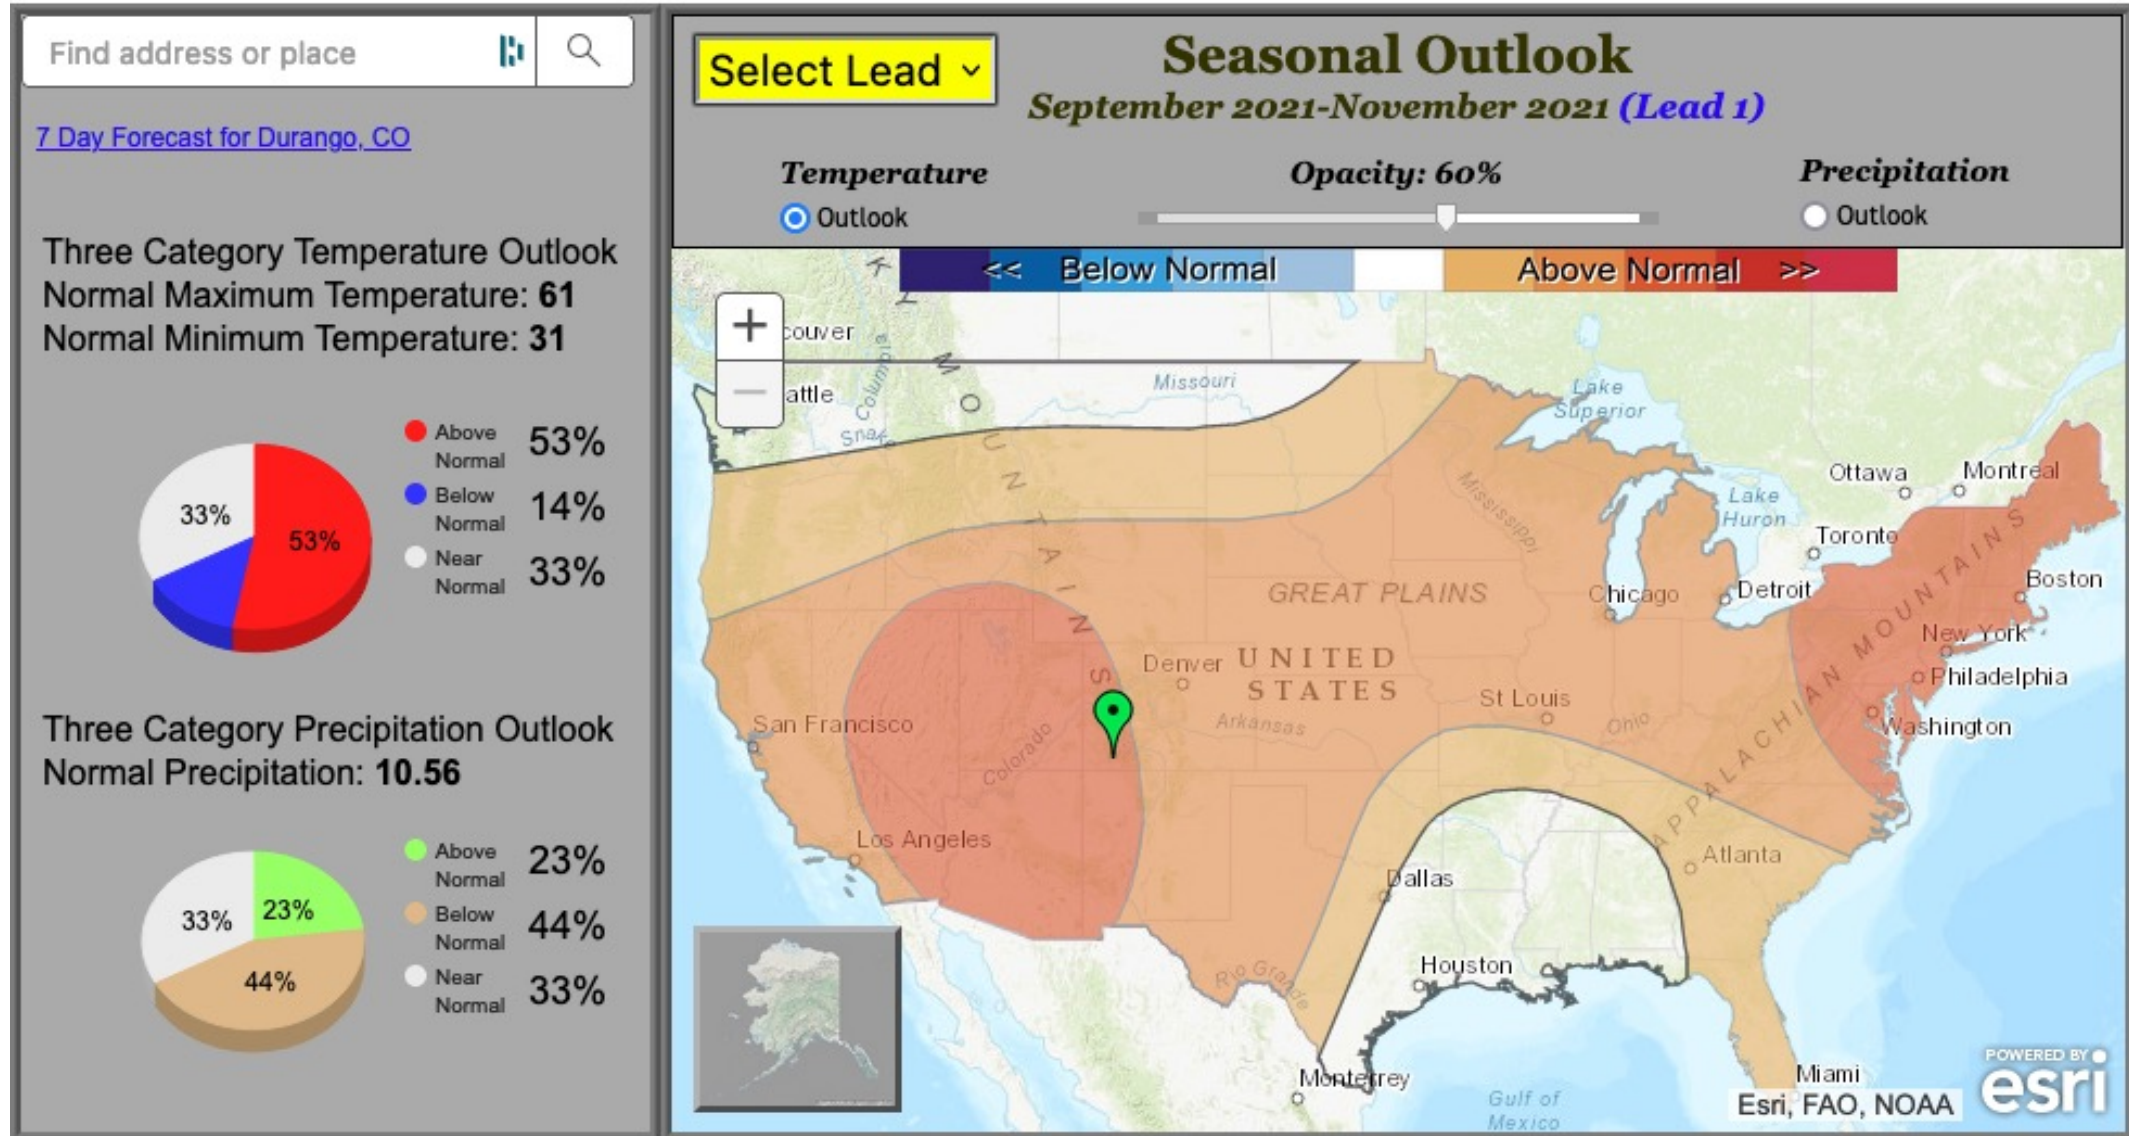 Find address or place
7 Day Forecast for Durango, CO
Three Category Temperature Outlook
Normal Maximum Temperature: 61
Normal Minimum Temperature: 31
33%
53%
Above Normal 53%
Below Normal 14%
Near Normal 33%
Three Category Precipitation Outlook
Normal Precipitation: 10.56
33%
23%
44%
Above Normal 23%
Below Normal 44%
Near Normal 33%
Select Lead
Seasonal Outlook
September 2021-November 2021 (Lead 1)
Temperature
Outlook
Opacity: 60%
Precipitation
Outlook
<< Below Normal
Above Normal >>
+
−
couver
attle
Columbia
Snake
K Y M O U N T A I N S
Missouri
Lake
Superior
Mississippi
Ottawa
Montreal
Lake
Huron
Toronto
GREAT PLAINS
Chicago
Detroit
Boston
APPALACHIAN MOUNTAINS
New York
Denver
UNITED
STATES
Philadelphia
St Louis
San Francisco
Colorado
Arkansas
Ohio
Washington
Los Angeles
Atlanta
Dallas
Rio Grande
Houston
Monterrey
Gulf of
Mexico
Miami
Esri, FAO, NOAA
POWERED BY
esri